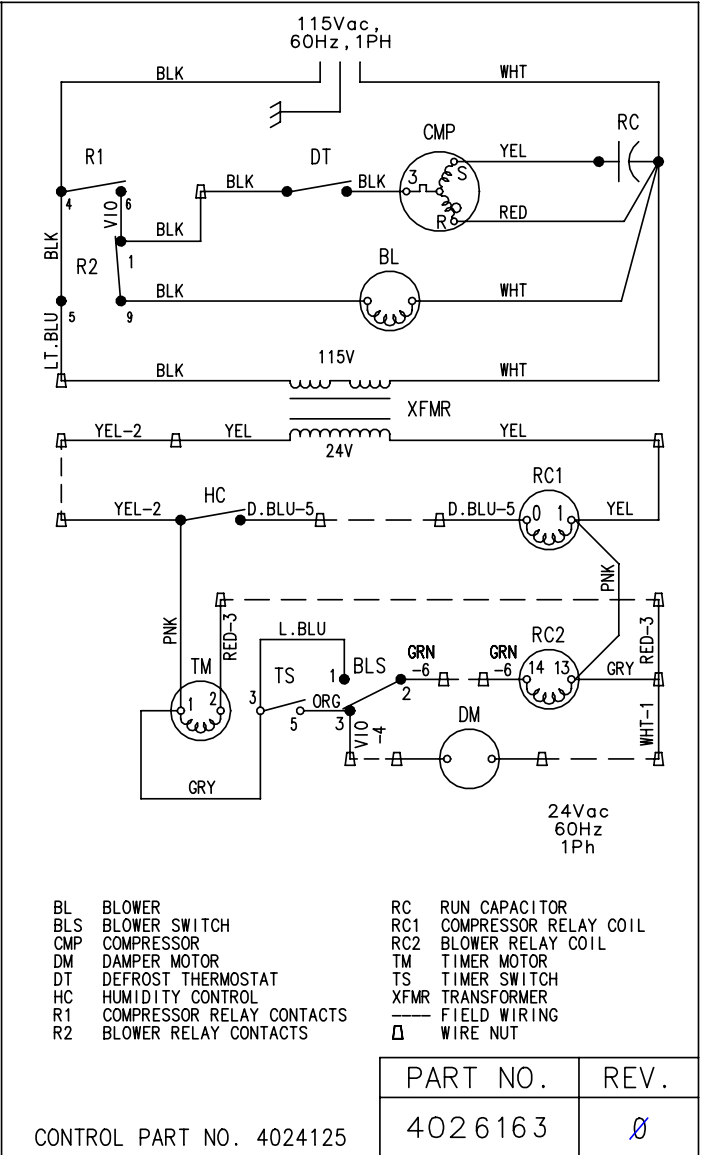 115Vac,
60Hz,1PH
BLK
WHT
R1
DT
CMP
RC
YEL
BLK
BLK
3
S
4
6
VIO
R
RED
BLK
BLK
R2
1
BL
BLK
WHT
5
9
LT.BLU
115V
BLK
WHT
XFMR
YEL-2
YEL
24V
YEL
RC1
HC
YEL-2
D.BLU-5
D.BLU-5
0 1
YEL
PNK
PNK
RED-3
RED-3
L.BLU
GRN
-6
GRN
-6
RC2
TM
TS
1
BLS
14 13
GRY
1 2
3
ORG
2
5
3
VIO
-4
DM
WHT-1
GRY
24Vac
60Hz
1Ph
BL BLOWER
BLS BLOWER SWITCH
CMP COMPRESSOR
DM DAMPER MOTOR
DT DEFROST THERMOSTAT
HC HUMIDITY CONTROL
R1 COMPRESSOR RELAY CONTACTS
R2 BLOWER RELAY CONTACTS
RC RUN CAPACITOR
RC1 COMPRESSOR RELAY COIL
RC2 BLOWER RELAY COIL
TM TIMER MOTOR
TS TIMER SWITCH
XFMR TRANSFORMER
---- FIELD WIRING
WIRE NUT
PART NO.
REV.
4026163
0
CONTROL PART NO. 4024125